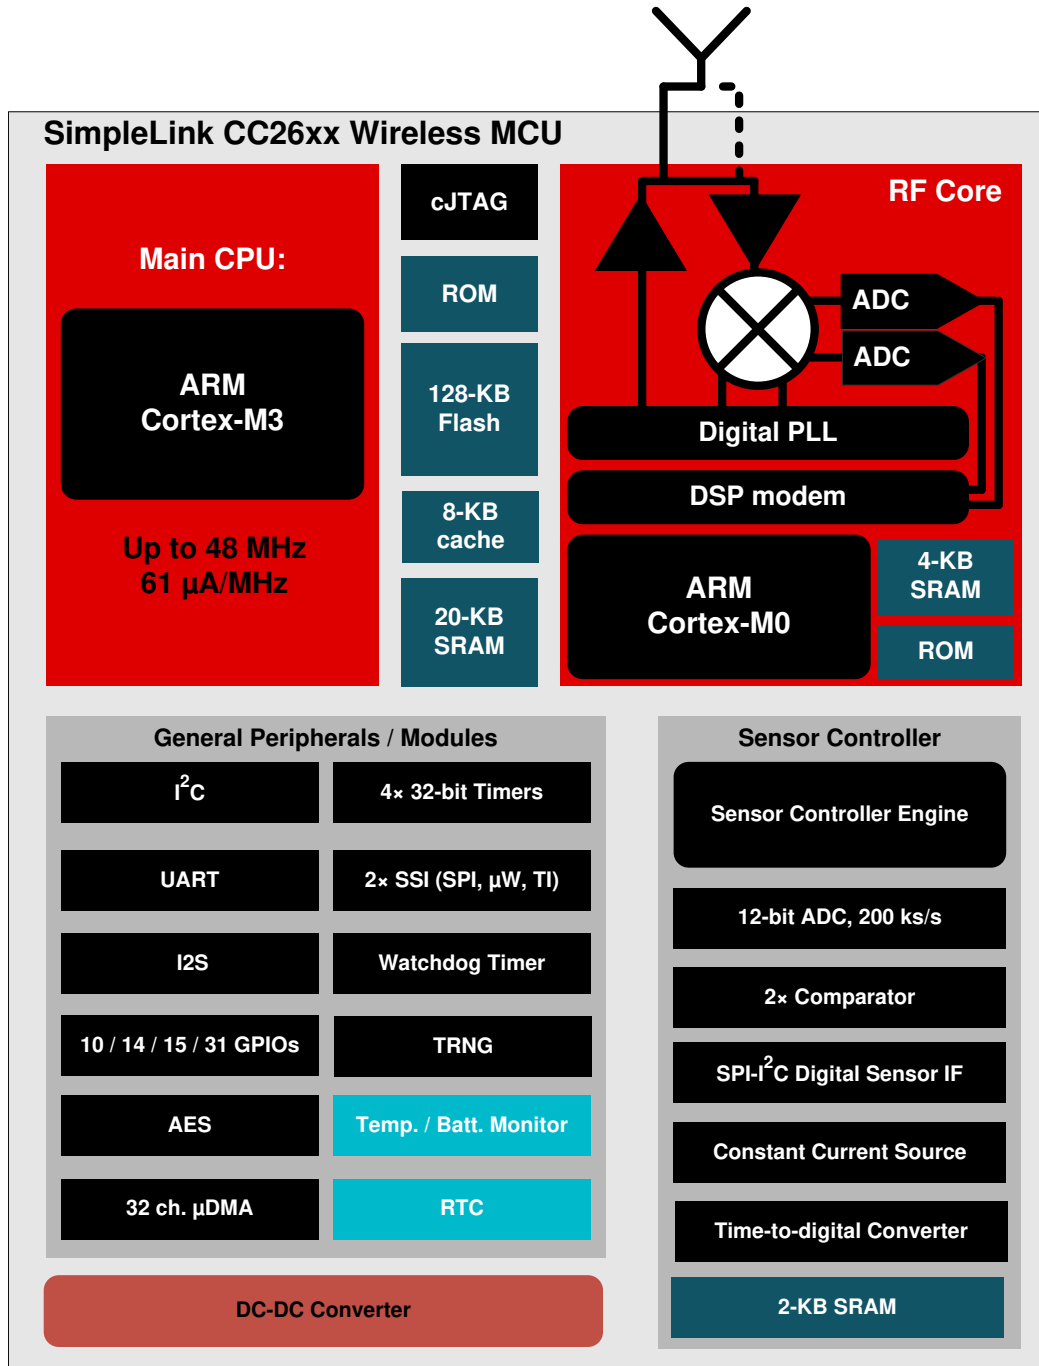 SimpleLink CC26xx Wireless MCU
Main CPU:
ARM
Cortex-M3
Up to 48 MHz
61 µA/MHz
cJTAG
ROM
128-KB
Flash
8-KB
cache
20-KB
SRAM
RF Core
ADC
ADC
Digital PLL
DSP modem
ARM
Cortex-M0
4-KB
SRAM
ROM
General Peripherals / Modules
I²C
4× 32-bit Timers
UART
2× SSI (SPI, µW, TI)
I2S
Watchdog Timer
10 / 14 / 15 / 31 GPIOs
TRNG
AES
Temp. / Batt. Monitor
32 ch. µDMA
RTC
DC-DC Converter
Sensor Controller
Sensor Controller Engine
12-bit ADC, 200 ks/s
2× Comparator
SPI-I²C Digital Sensor IF
Constant Current Source
Time-to-digital Converter
2-KB SRAM